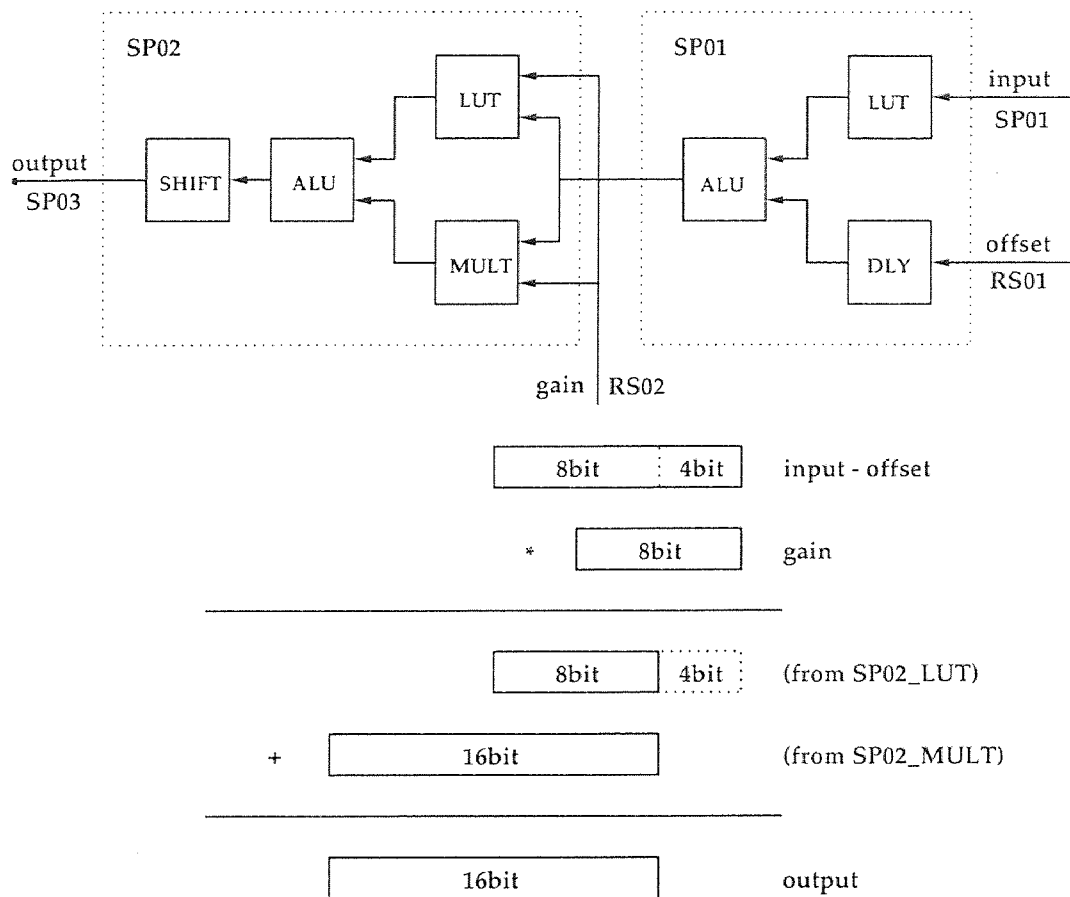 SP02
SP01
LUT
LUT
input
SP01
output
SP03
SHIFT
ALU
ALU
MULT
DLY
offset
RS01
gain RS02
8bit 4bit input - offset
* 8bit gain
8bit 4bit (from SP02_LUT)
+ 16bit (from SP02_MULT)
16bit output